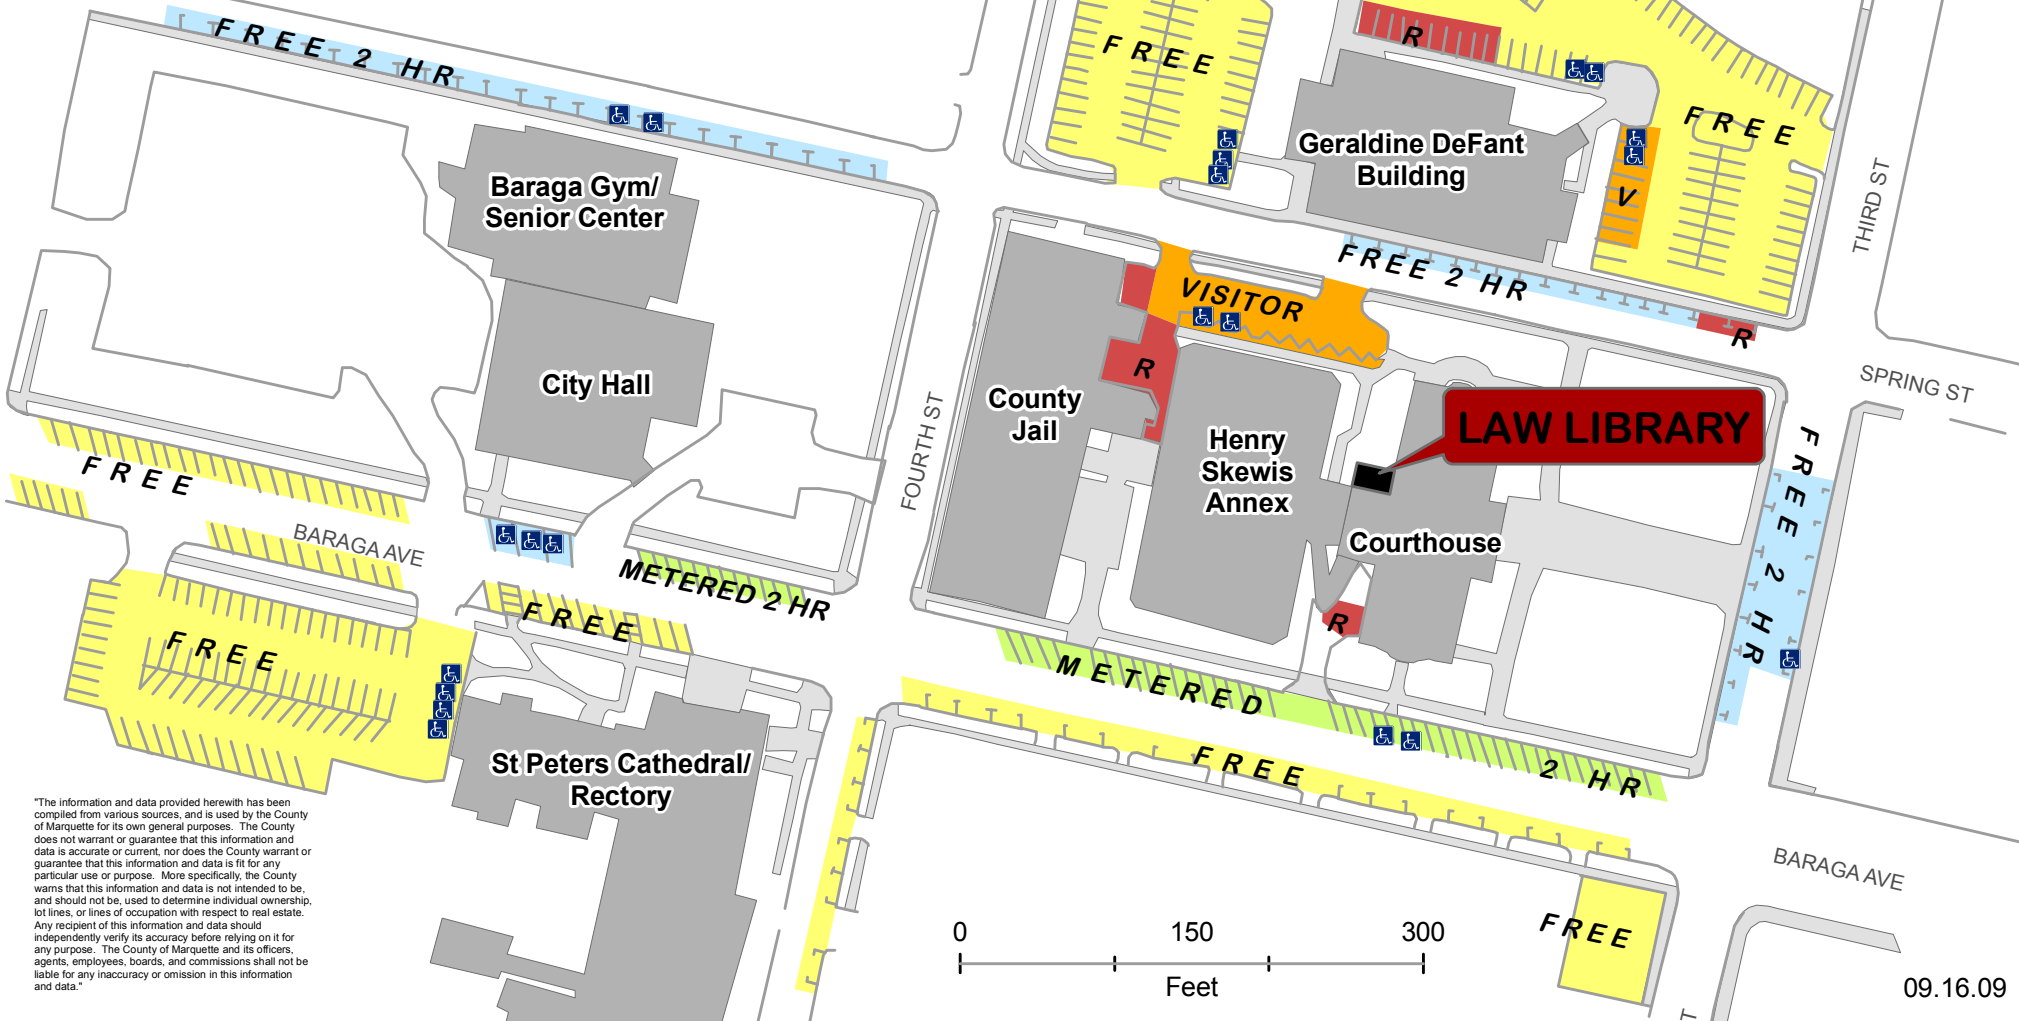 FREE 2 HR
FREE
R
FREE
Geraldine DeFant
Building
V
Baraga Gym/
Senior Center
THIRD ST
FREE 2 HR
VISITOR
R
R
City Hall
County
Jail
SPRING ST
LAW LIBRARY
Henry
Skewis
Annex
FOURTH ST
FREE
FREE 2 HR
BARAGA AVE
Courthouse
METERED 2 HR
FREE
R
FREE
METERED
2 HR
FREE
St Peters Cathedral/
Rectory
BARAGA AVE
FREE
"The information and data provided herewith has been
compiled from various sources, and is used by the County
of Marquette for its own general purposes. The County
does not warrant or guarantee that this information and
data is accurate or current, nor does the County warrant or
guarantee that this information and data is fit for any
particular use or purpose. More specifically, the County
warns that this information and data is not intended to be,
and should not be, used to determine individual ownership,
lot lines, or lines of occupation with respect to real estate.
Any recipient of this information and data should
independently verify its accuracy before relying on it for
any purpose. The County of Marquette and its officers,
agents, employees, boards, and commissions shall not be
liable for any inaccuracy or omission in this information
and data."
0 150 300
Feet
09.16.09
T